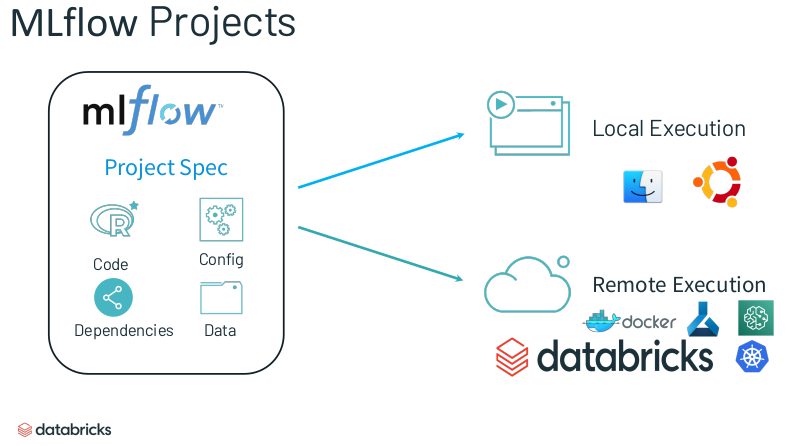 MLflow Projects
mlflow™
Project Spec
R
Code
Config
Dependencies
Data
Local Execution
Remote Execution
docker
databricks
databricks